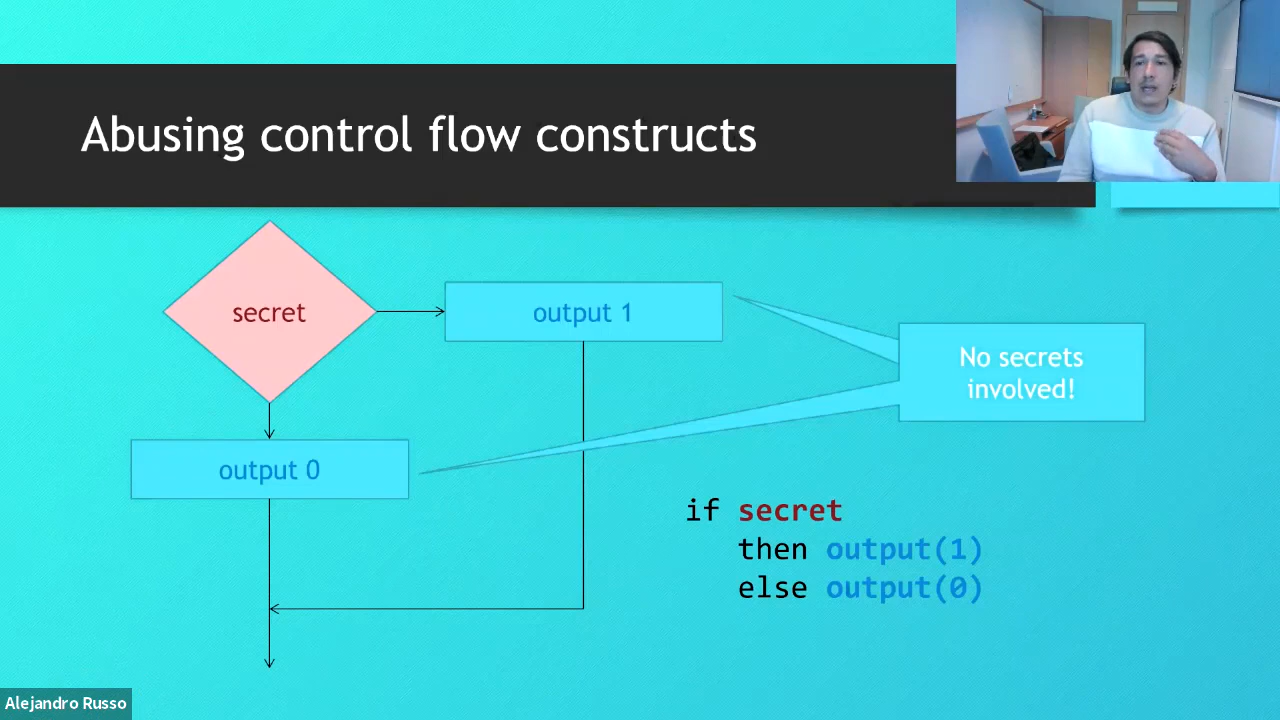 Abusing control flow constructs
secret
output 1
No secrets
involved!
output 0
if secret
then output(1)
else output(0)
Alejandro Russo